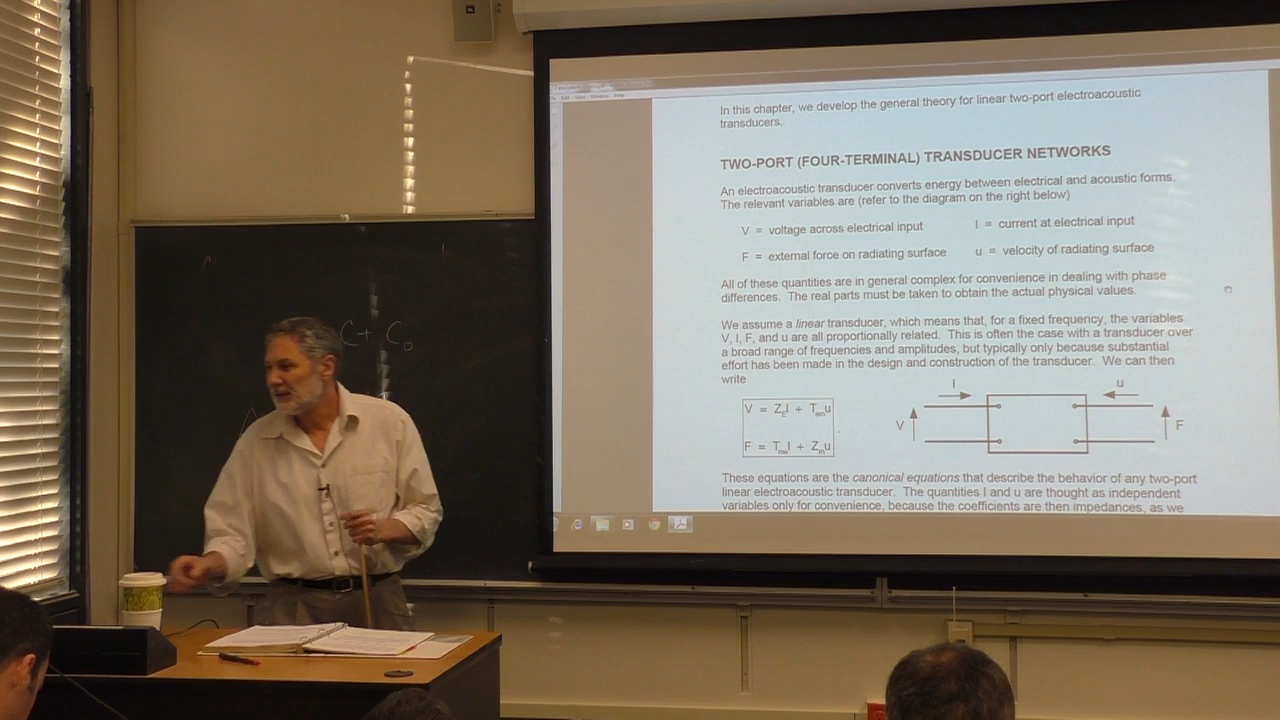 Edit View Window Help
In this chapter, we develop the general theory for linear two-port electroacoustic
transducers.
TWO-PORT (FOUR-TERMINAL) TRANSDUCER NETWORKS
An electroacoustic transducer converts energy between electrical and acoustic forms.
The relevant variables are (refer to the diagram on the right below)
V = voltage across electrical input I = current at electrical input
F = external force on radiating surface u = velocity of radiating surface
All of these quantities are in general complex for convenience in dealing with phase
differences. The real parts must be taken to obtain the actual physical values.
We assume a linear transducer, which means that, for a fixed frequency, the variables
V, I, F, and u are all proportionally related. This is often the case with a transducer over
a broad range of frequencies and amplitudes, but typically only because substantial
effort has been made in the design and construction of the transducer. We can then
write
V = Z_E I + T_em u
F = T_me I + Z_m u
I u
V F
These equations are the canonical equations that describe the behavior of any two-port
linear electroacoustic transducer. The quantities I and u are thought as independent
variables only for convenience, because the coefficients are then impedances, as we
C + C₀